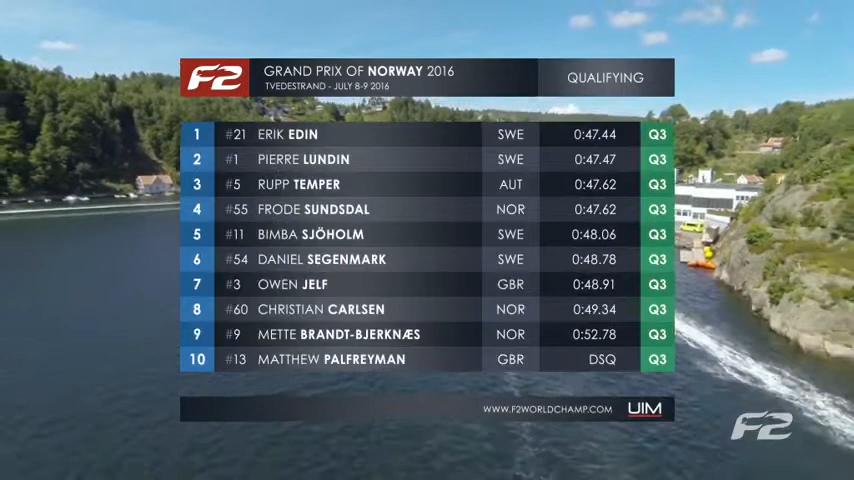 F2 GRAND PRIX OF NORWAY 2016 QUALIFYING
TVEDESTRAND - JULY 8-9 2016
1 #21 ERIK EDIN SWE 0:47.44 Q3
2 #1 PIERRE LUNDIN SWE 0:47.47 Q3
3 #5 RUPP TEMPER AUT 0:47.62 Q3
4 #55 FRODE SUNDSDAL NOR 0:47.62 Q3
5 #11 BIMBA SJÖHOLM SWE 0:48.06 Q3
6 #54 DANIEL SEGENMARK SWE 0:48.78 Q3
7 #3 OWEN JELF GBR 0:48.91 Q3
8 #60 CHRISTIAN CARLSEN NOR 0:49.34 Q3
9 #9 METTE BRANDT-BJERKNÆS NOR 0:52.78 Q3
10 #13 MATTHEW PALFREYMAN GBR DSQ Q3
WWW.F2WORLDCHAMP.COM UIM
F2